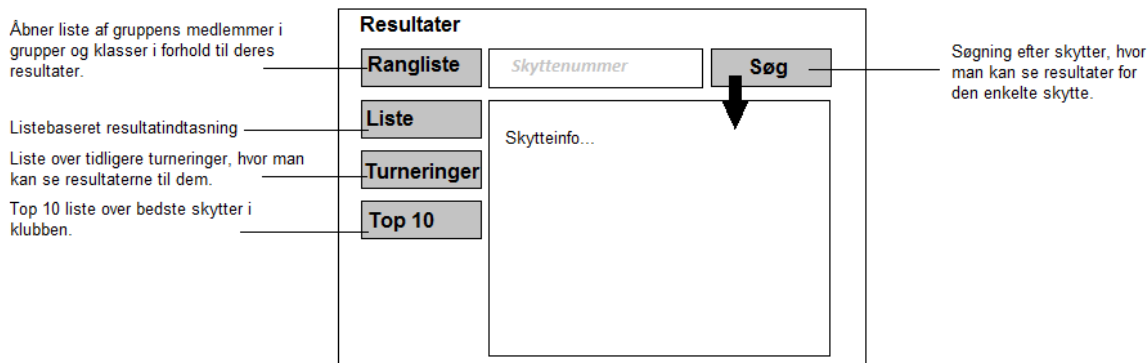 Åbner liste af gruppens medlemmer i
grupper og klasser i forhold til deres
resultater.
Listebaseret resultatindtasning
Liste over tidligere turneringer, hvor man
kan se resultaterne til dem.
Top 10 liste over bedste skytter i
klubben.
Resultater
Rangliste
Skyttenummer
Søg
Liste
Turneringer
Top 10
Skytteinfo...
Søgning efter skytter, hvor
man kan se resultater for
den enkelte skytte.